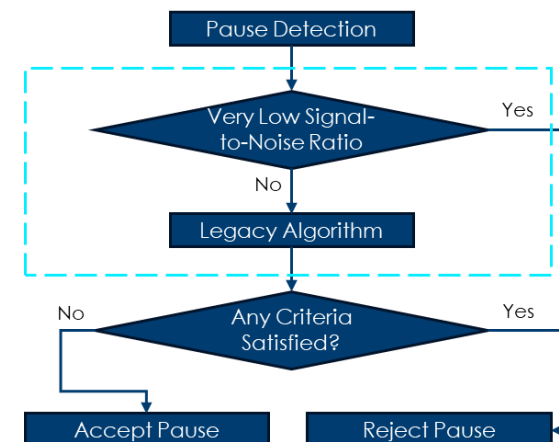 Pause Detection
Very Low Signal-
to-Noise Ratio
Yes
No
Legacy Algorithm
No
Any Criteria
Satisfied?
Yes
Accept Pause
Reject Pause